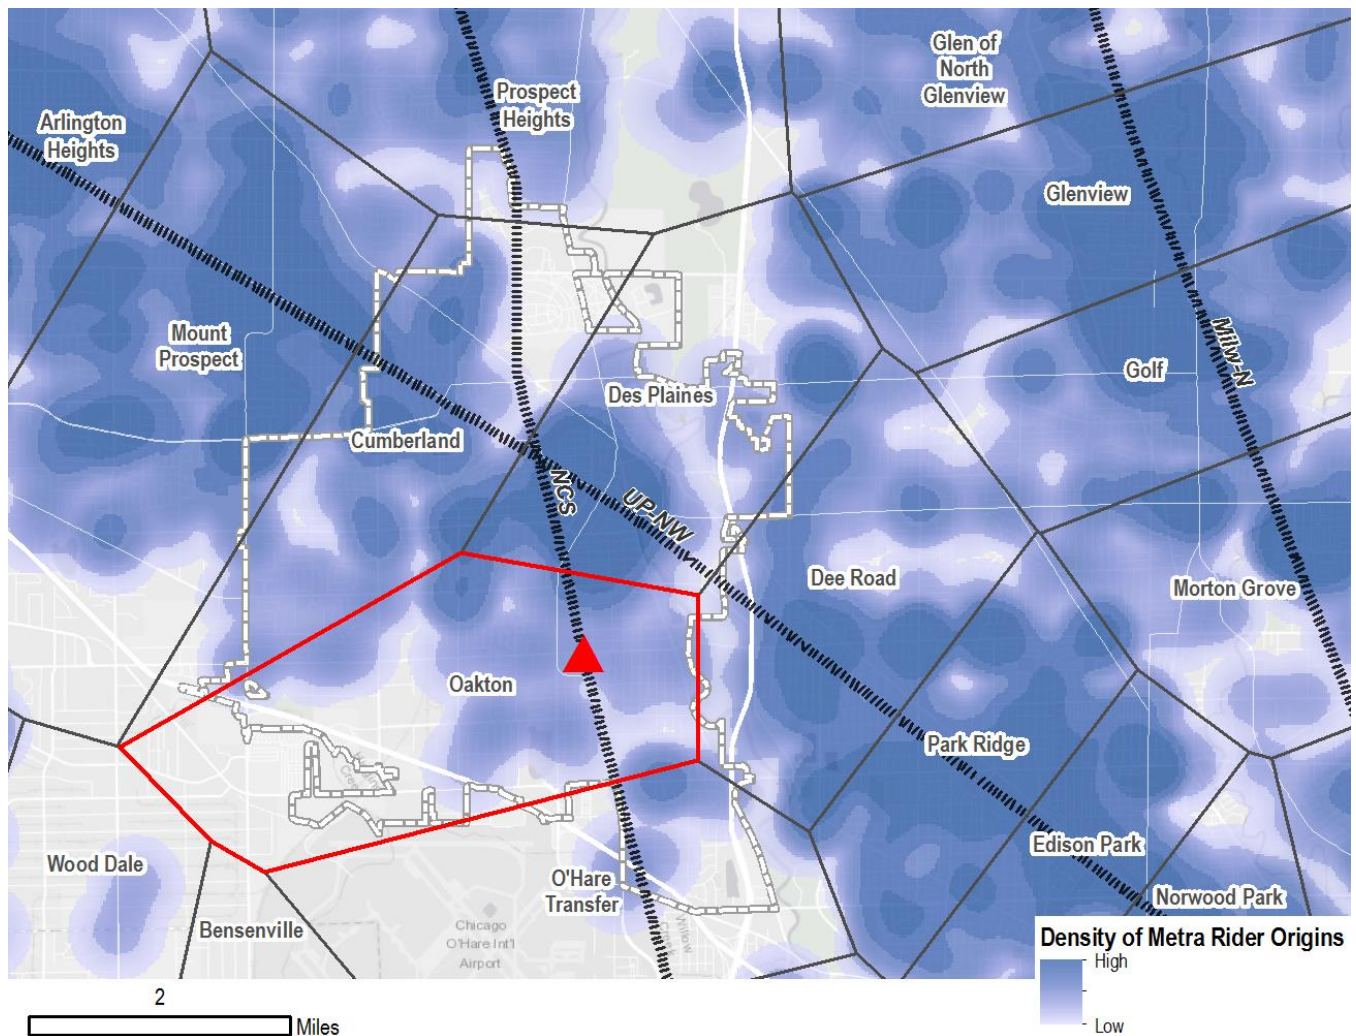 Glen of
North
Glenview
Prospect
Heights
Arlington
Heights
Glenview
Mount
Prospect
Milw-N
Golf
Des Plaines
Cumberland
NCS
UP-NW
Dee Road
Morton Grove
Oakton
Park Ridge
Edison Park
Wood Dale
O'Hare
Transfer
Norwood Park
Bensenville
Chicago
O'Hare Int'l
Airport
Willow
Creek
Density of Metra Rider Origins
High
Low
2
Miles